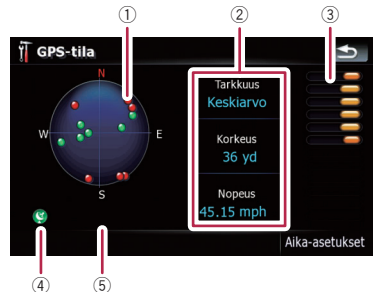 ① ② ③
GPS-tila
N
W E
S
Tarkkuus
Keskiarvo
Korkeus
36 yd
Nopeus
45.15 mph
Aika-asetukset
④ ⑤